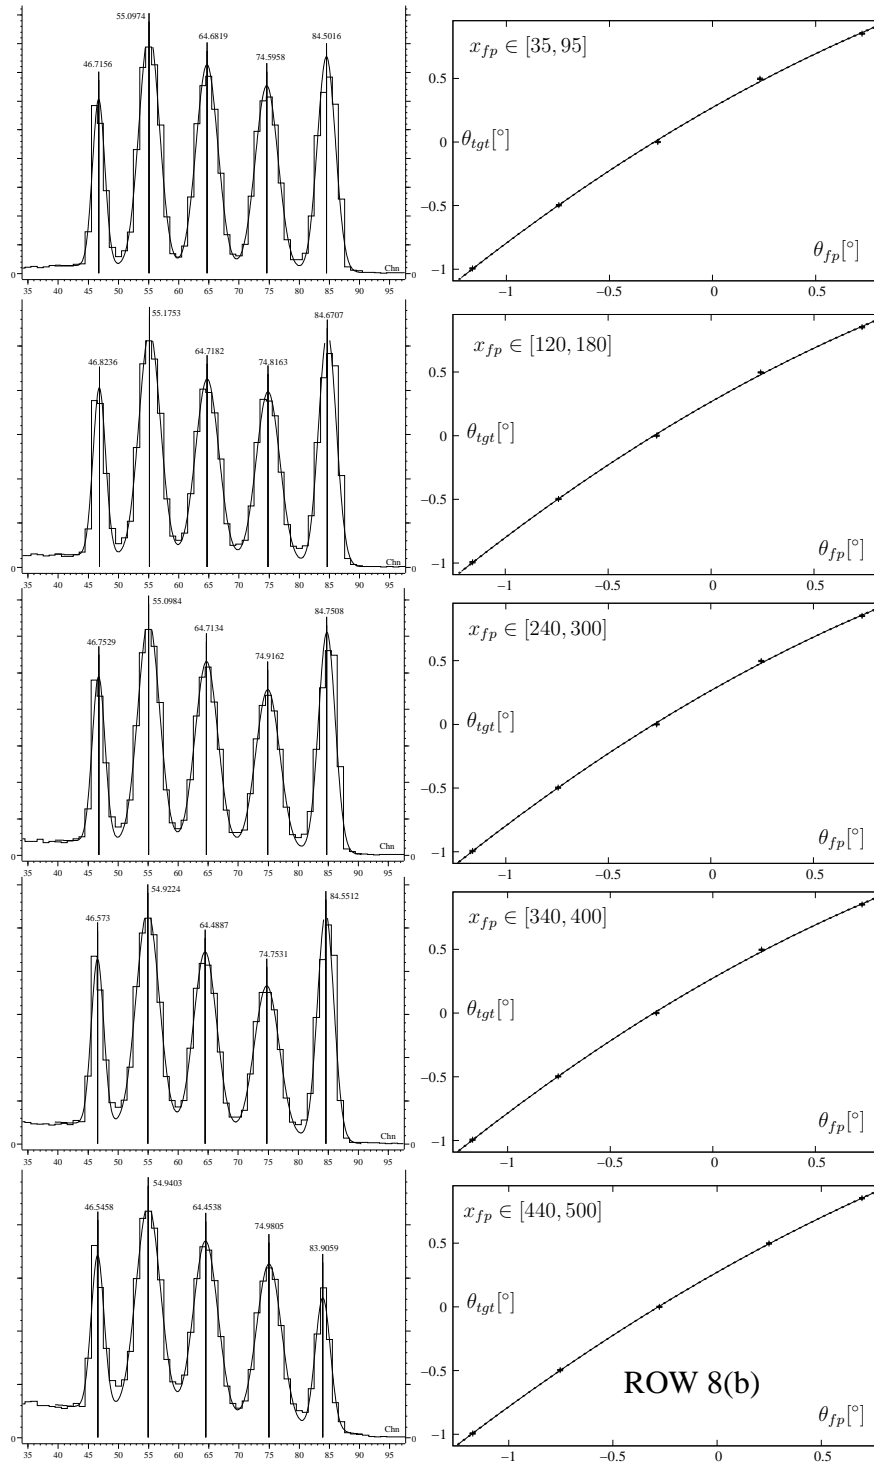 55.0974
64.6819
84.5016
74.5958
46.7156
Chn
0 0
35 40 45 50 55 60 65 70 75 80 85 90 95
x_{fp} ∈ [35, 95]
0.5
θ_{tgt}[°]
0
−0.5
θ_{fp}[°]
−1
−1 −0.5 0 0.5
55.1753
84.6707
64.7182
46.8236
74.8163
Chn
0 0
35 40 45 50 55 60 65 70 75 80 85 90 95
x_{fp} ∈ [120, 180]
0.5
θ_{tgt}[°]
0
−0.5
θ_{fp}[°]
−1
−1 −0.5 0 0.5
55.0984
84.7508
64.7134
46.7529
74.9162
Chn
0 0
35 40 45 50 55 60 65 70 75 80 85 90 95
x_{fp} ∈ [240, 300]
0.5
θ_{tgt}[°]
0
−0.5
θ_{fp}[°]
−1
−1 −0.5 0 0.5
54.9224
84.5512
46.573
64.4887
74.7531
Chn
0 0
35 40 45 50 55 60 65 70 75 80 85 90 95
x_{fp} ∈ [340, 400]
0.5
θ_{tgt}[°]
0
−0.5
θ_{fp}[°]
−1
−1 −0.5 0 0.5
54.9403
46.5458
64.4538
74.9805
83.9059
Chn
0 0
35 40 45 50 55 60 65 70 75 80 85 90 95
x_{fp} ∈ [440, 500]
0.5
θ_{tgt}[°]
0
−0.5
ROW 8(b)
θ_{fp}[°]
−1
−1 −0.5 0 0.5